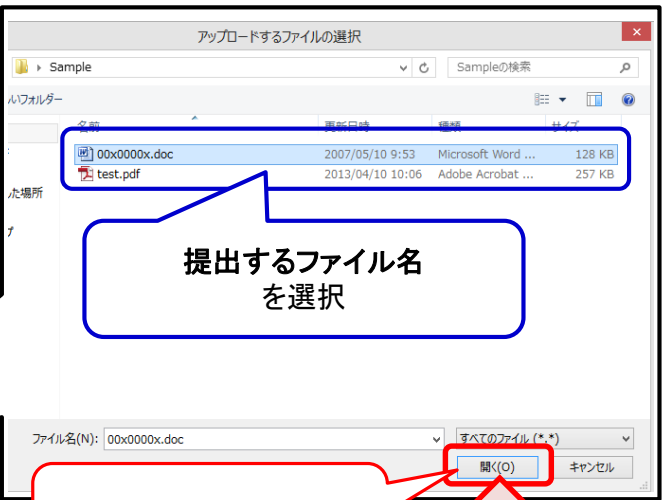 アップロードするファイルの選択
Sample
Sampleの検索
いフォルダー
名前 更新日時 種類 サイズ
00x0000x.doc 2007/05/10 9:53 Microsoft Word ... 128 KB
test.pdf 2013/04/10 10:06 Adobe Acrobat ... 257 KB
た場所
提出するファイル名
を選択
ファイル名(N): 00x0000x.doc すべてのファイル (*.*)
開く(O) キャンセル